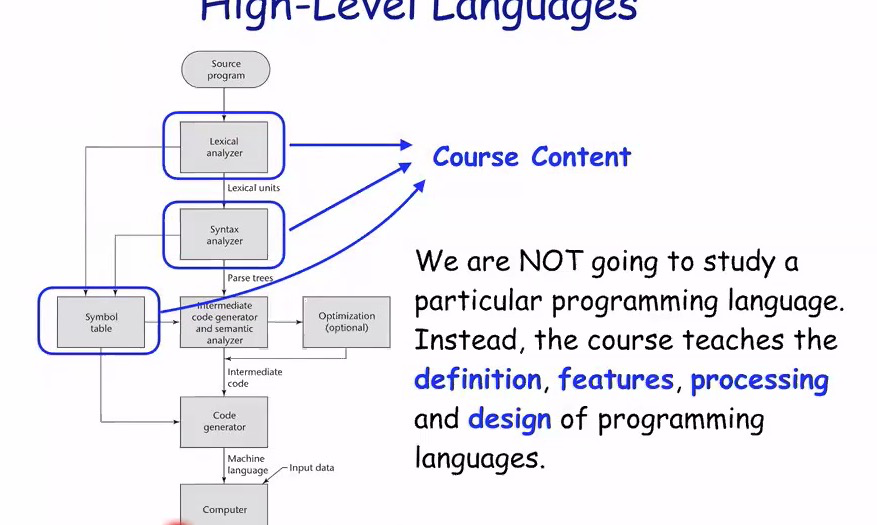 High-Level Languages
Source
program
Lexical
analyzer
Course Content
Lexical units
Syntax
analyzer
Parse trees
We are NOT going to study a
particular programming language.
Instead, the course teaches the
definition, features, processing
and design of programming
languages.
Symbol
table
Intermediate
code generator
and semantic
analyzer
Optimization
(optional)
Intermediate
code
Code
generator
Machine
language
Input data
Computer